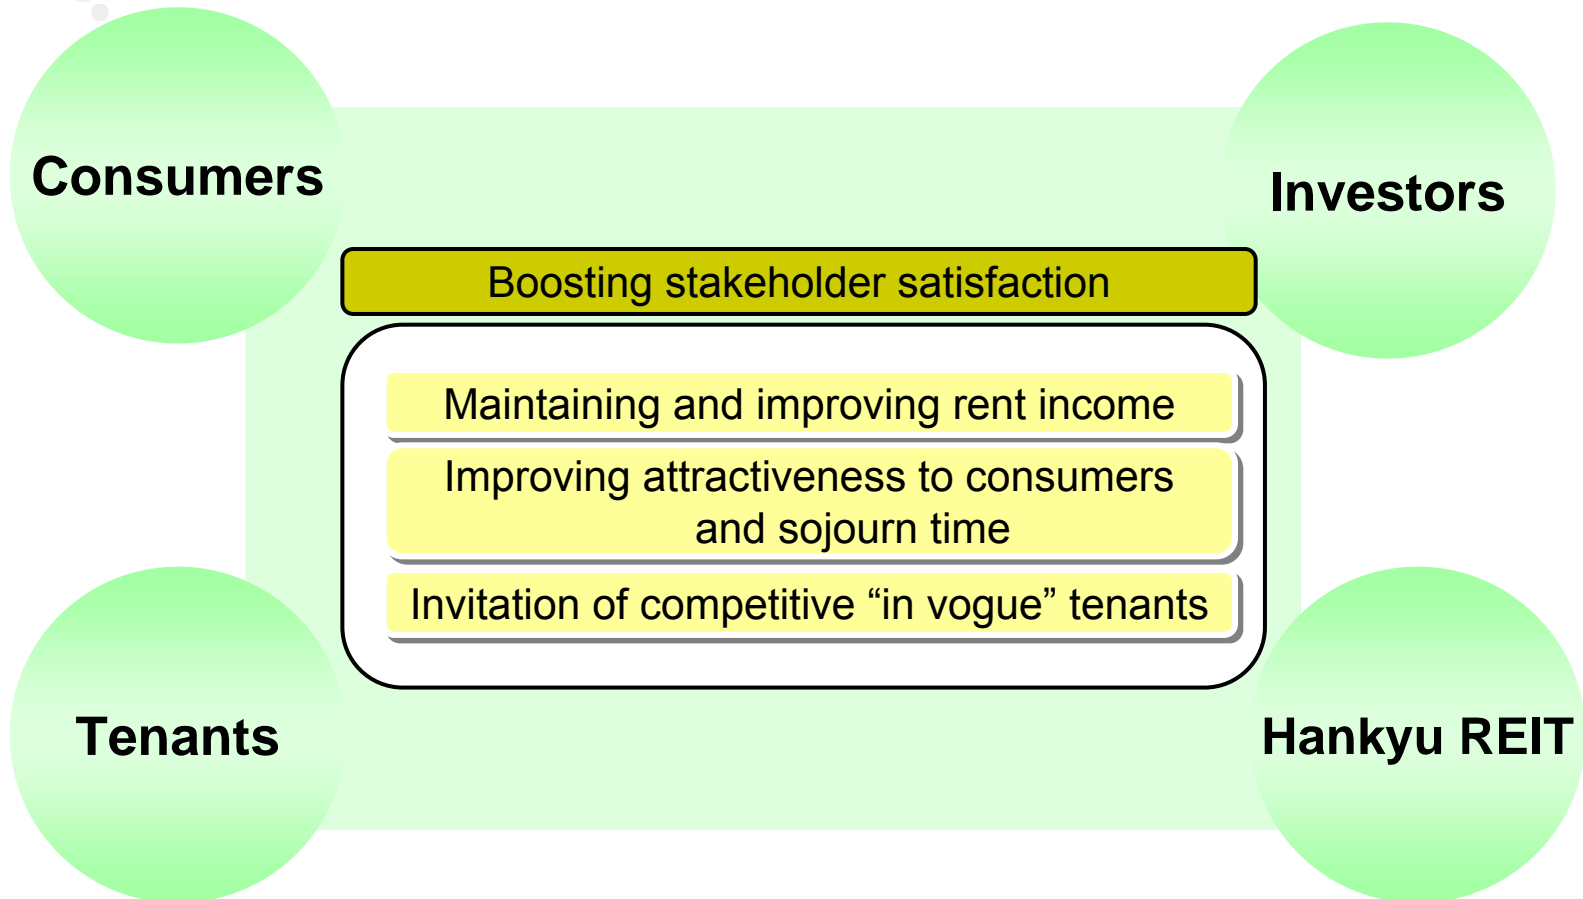 Consumers
Investors
Boosting stakeholder satisfaction
Maintaining and improving rent income
Improving attractiveness to consumers
and sojourn time
Invitation of competitive “in vogue” tenants
Tenants
Hankyu REIT